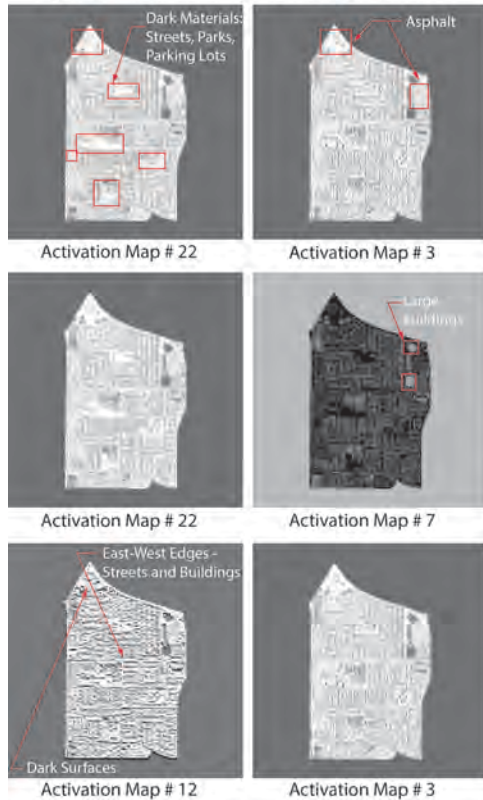 Dark Materials:
Streets, Parks,
Parking Lots
Asphalt
Activation Map # 22
Activation Map # 3
Large
Buildings
Activation Map # 22
Activation Map # 7
East-West Edges -
Streets and Buildings
Dark Surfaces
Activation Map # 12
Activation Map # 3